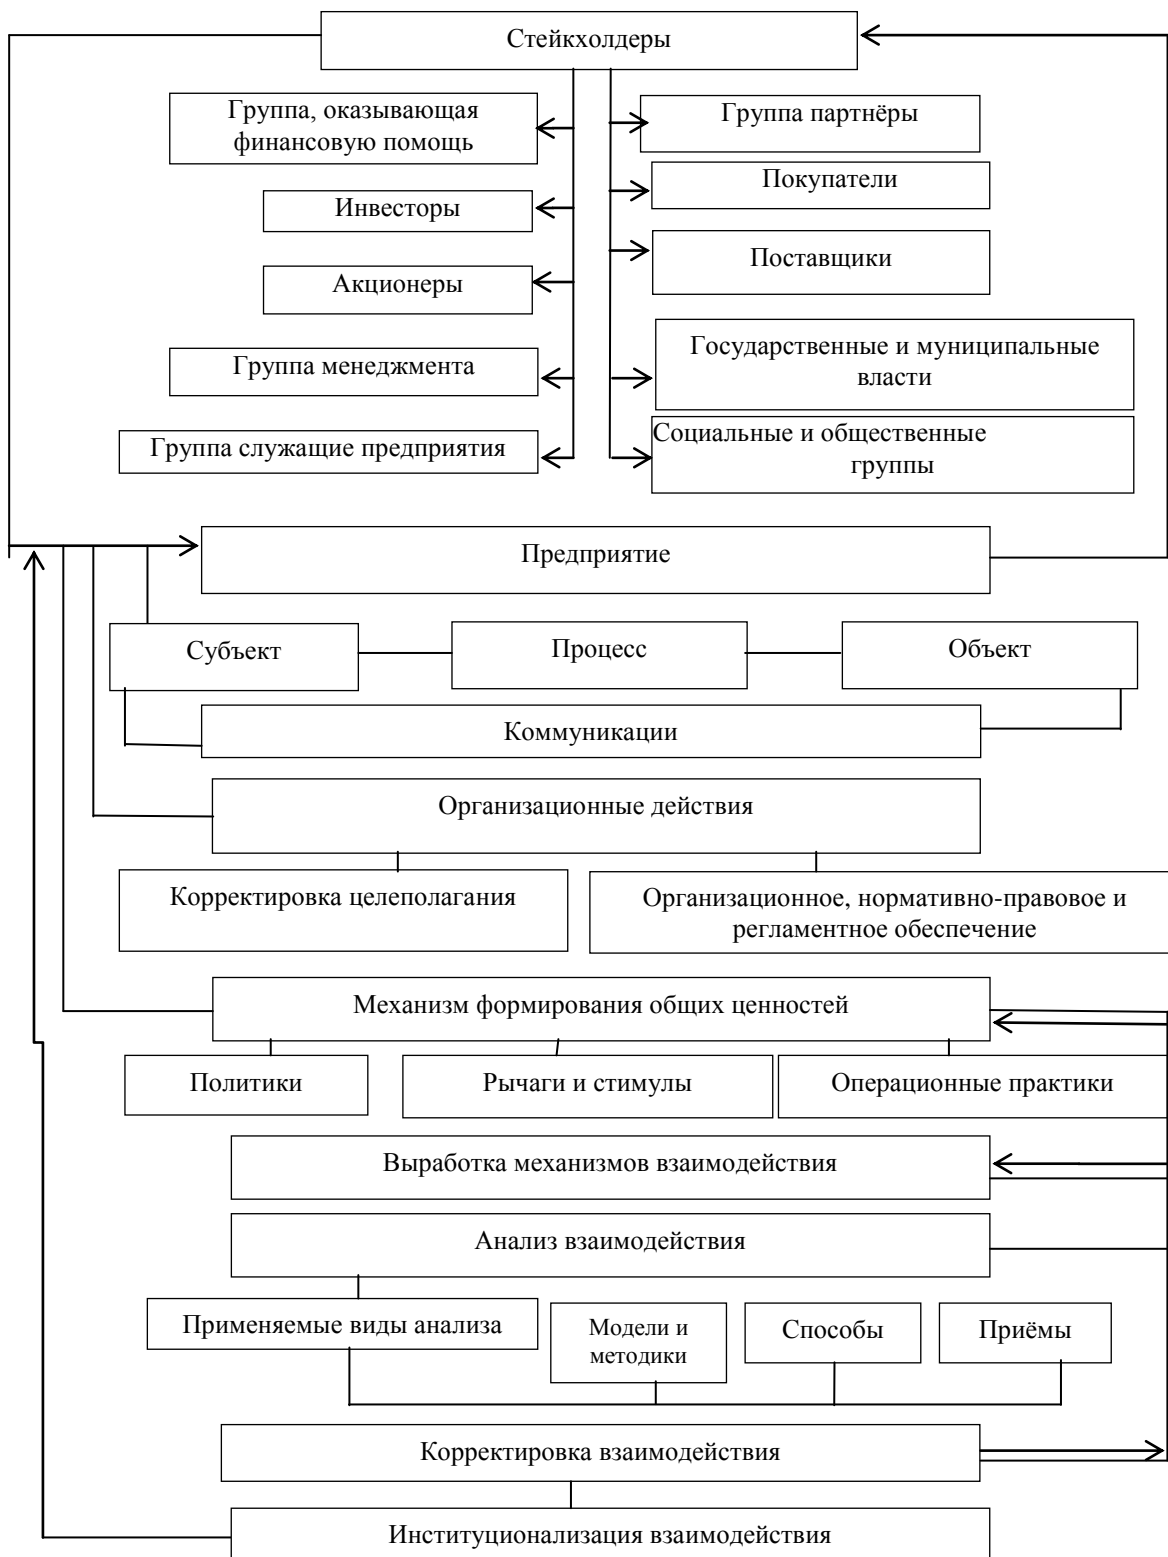 Стейкхолдеры
Группа, оказывающая
финансовую помощь
Группа партнёры
Покупатели
Инвесторы
Поставщики
Акционеры
Государственные и муниципальные
власти
Группа менеджмента
Социальные и общественные
группы
Группа служащие предприятия
Предприятие
Субъект
Процесс
Объект
Коммуникации
Организационные действия
Корректировка целеполагания
Организационное, нормативно-правовое и
регламентное обеспечение
Механизм формирования общих ценностей
Политики
Рычаги и стимулы
Операционные практики
Выработка механизмов взаимодействия
Анализ взаимодействия
Применяемые виды анализа
Модели и
методики
Способы
Приёмы
Корректировка взаимодействия
Институционализация взаимодействия